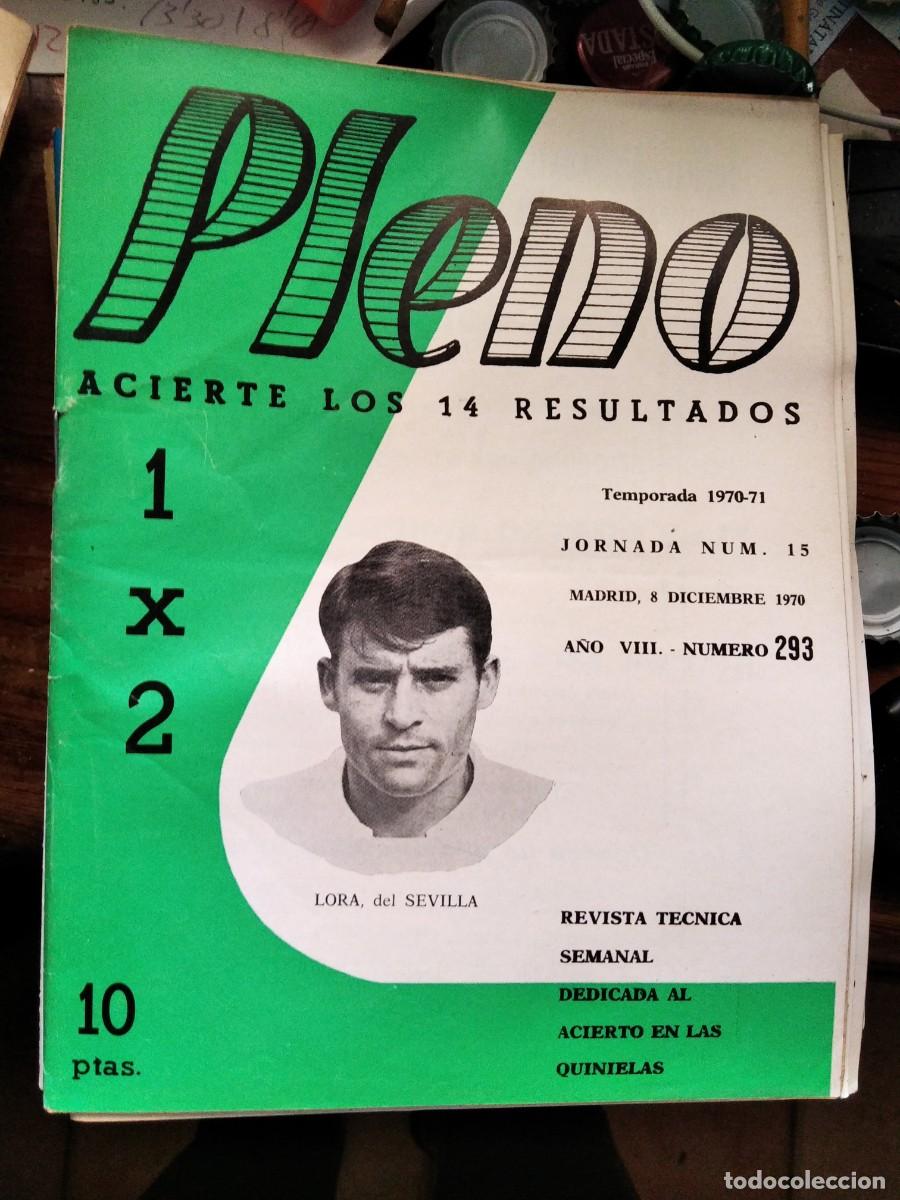 Pleno
ACIERTE LOS 14 RESULTADOS
1
x
2
Temporada 1970-71
JORNADA NUM. 15
MADRID, 8 DICIEMBRE 1970
AÑO VIII. - NUMERO 293
LORA, del SEVILLA
REVISTA TECNICA
SEMANAL
DEDICADA AL
ACIERTO EN LAS
QUINIELAS
10
ptas.
Especial
todocoleccion